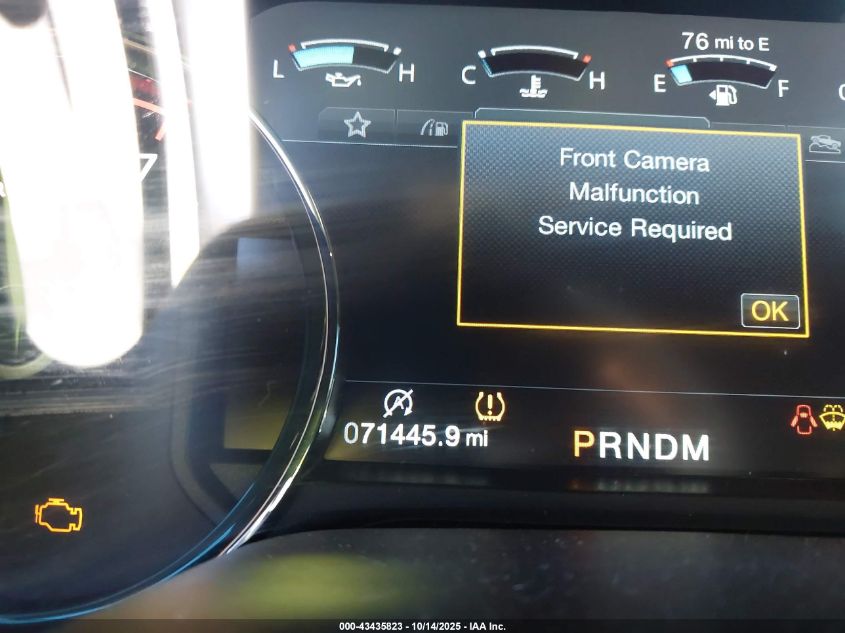 76 mi to E
L H C H E F
7
Front Camera
Malfunction
Service Required
OK
071445.9 mi
PRNDM
000-43435823 - 10/14/2025 - IAA Inc.